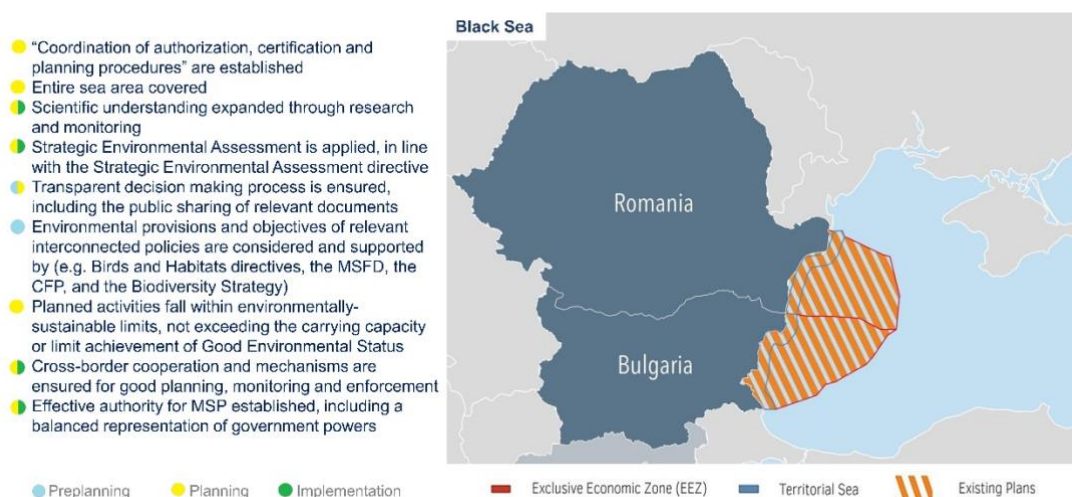 Black Sea
"Coordination of authorization, certification and
planning procedures" are established
Entire sea area covered
Scientific understanding expanded through research
and monitoring
Strategic Environmental Assessment is applied, in line
with the Strategic Environmental Assessment directive
Transparent decision making process is ensured,
including the public sharing of relevant documents
Environmental provisions and objectives of relevant
interconnected policies are considered and supported
by (e.g. Birds and Habitats directives, the MSFD, the
CFP, and the Biodiversity Strategy)
Planned activities fall within environmentally-
sustainable limits, not exceeding the carrying capacity
or limit achievement of Good Environmental Status
Cross-border cooperation and mechanisms are
ensured for good planning, monitoring and enforcement
Effective authority for MSP established, including a
balanced representation of government powers
Romania
Bulgaria
Preplanning Planning Implementation
Exclusive Economic Zone (EEZ) Territorial Sea Existing Plans